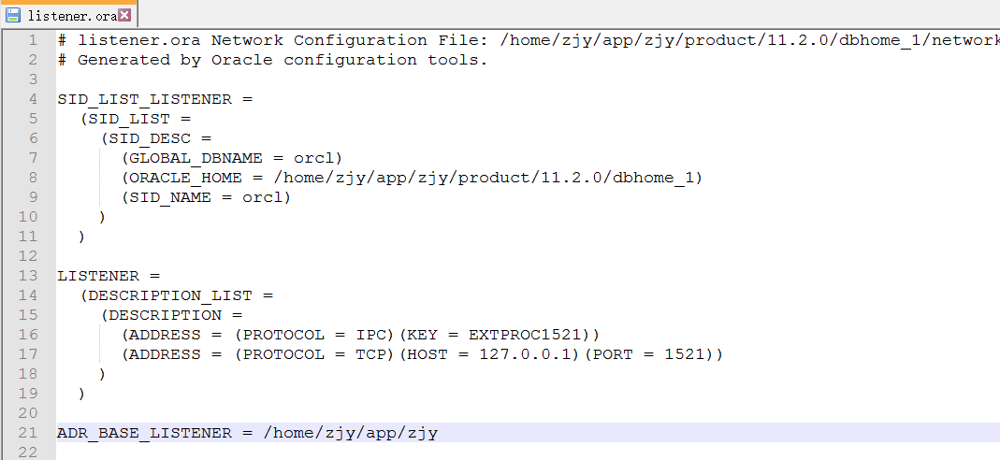 listener.ora
1 # listener.ora Network Configuration File: /home/zjy/app/zjy/product/11.2.0/dbhome_1/network
2 # Generated by Oracle configuration tools.
3
4 SID_LIST_LISTENER =
5   (SID_LIST =
6     (SID_DESC =
7       (GLOBAL_DBNAME = orcl)
8       (ORACLE_HOME = /home/zjy/app/zjy/product/11.2.0/dbhome_1)
9       (SID_NAME = orcl)
10     )
11   )
12
13 LISTENER =
14   (DESCRIPTION_LIST =
15     (DESCRIPTION =
16       (ADDRESS = (PROTOCOL = IPC)(KEY = EXTPROC1521))
17       (ADDRESS = (PROTOCOL = TCP)(HOST = 127.0.0.1)(PORT = 1521))
18     )
19   )
20
21 ADR_BASE_LISTENER = /home/zjy/app/zjy
22